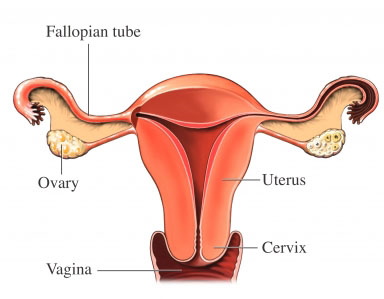 Fallopian tube
Ovary
Uterus
Cervix
Vagina